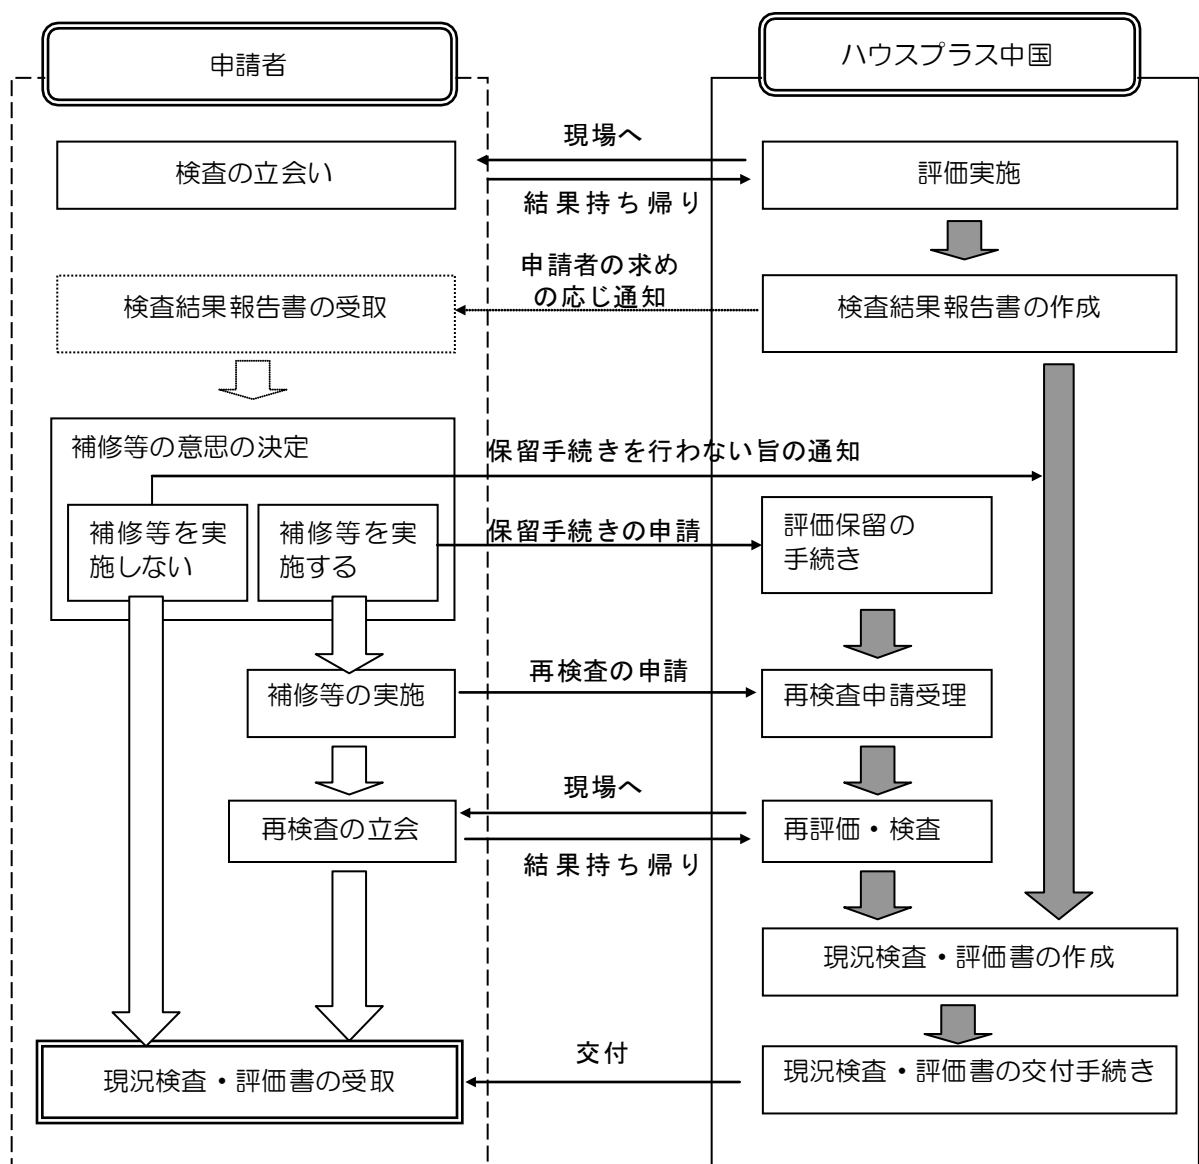 申請者
ハウスプラス中国
現場へ
検査の立会い
評価実施
結果持ち帰り
申請者の求め
の応じ通知
検査結果報告書の受取
検査結果報告書の作成
補修等の意思の決定
保留手続きを行わない旨の通知
補修等を実
施しない
補修等を実
施する
保留手続きの申請
評価保留の
手続き
再検査の申請
補修等の実施
再検査申請受理
現場へ
再検査の立会
再評価・検査
結果持ち帰り
現況検査・評価書の作成
交付
現況検査・評価書の受取
現況検査・評価書の交付手続き